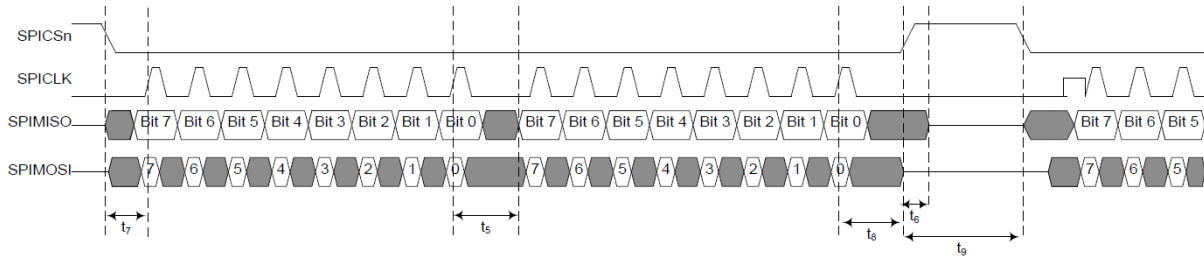 SPICSn
SPICLK
SPIMISO Bit 7 Bit 6 Bit 5 Bit 4 Bit 3 Bit 2 Bit 1 Bit 0 Bit 7 Bit 6 Bit 5 Bit 4 Bit 3 Bit 2 Bit 1 Bit 0 Bit 7 Bit 6 Bit 5
SPIMOSI 7 6 5 4 3 2 1 0 7 6 5 4 3 2 1 0 7 6 5
t7 t5 t8 t6
t9